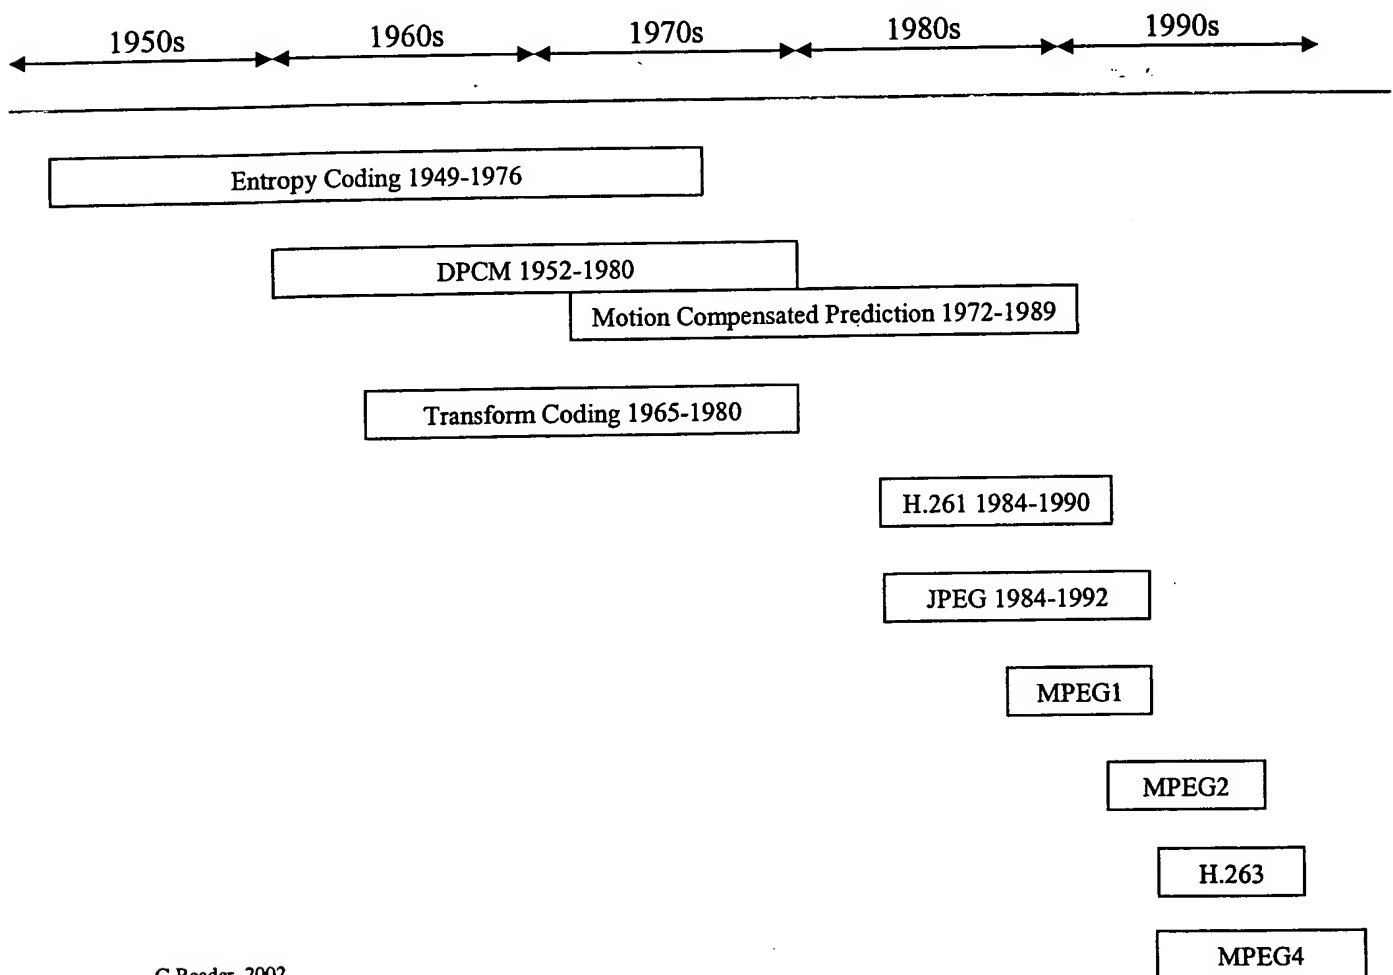 1950s 1960s 1970s 1980s 1990s
Entropy Coding 1949-1976
DPCM 1952-1980
Motion Compensated Prediction 1972-1989
Transform Coding 1965-1980
H.261 1984-1990
JPEG 1984-1992
MPEG1
MPEG2
H.263
MPEG4
2002